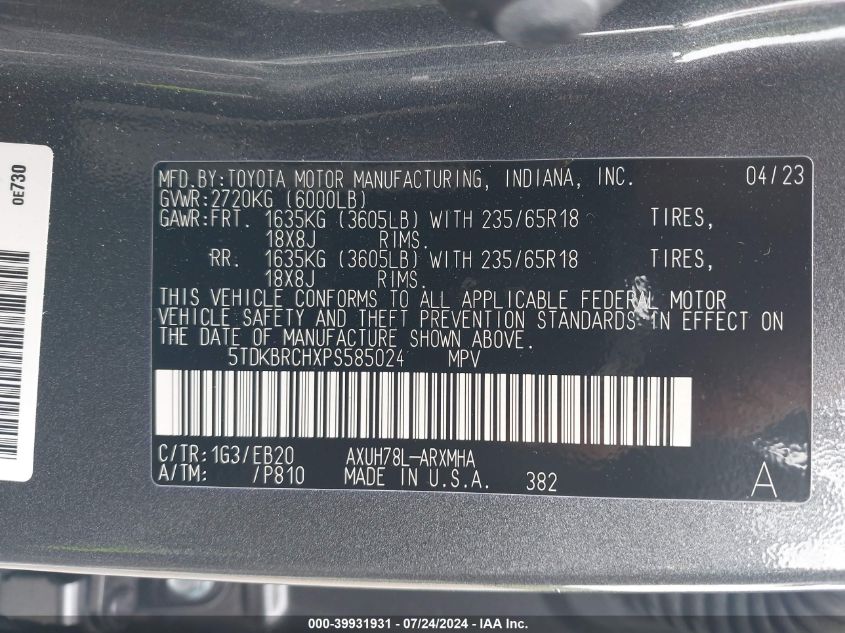 0E730
MFD.BY:TOYOTA MOTOR MANUFACTURING, INDIANA, INC. 04/23
GVWR:2720KG (6000LB)
GAWR:FRT. 1635KG (3605LB) WITH 235/65R18 TIRES,
18X8J RIMS.
RR. 1635KG (3605LB) WITH 235/65R18 TIRES,
18X8J RIMS.
THIS VEHICLE CONFORMS TO ALL APPLICABLE FEDERAL MOTOR
VEHICLE SAFETY AND THEFT PREVENTION STANDARDS IN EFFECT ON
THE DATE OF MANUFACTURE SHOWN ABOVE.
5TDKBRCHXPS585024 MPV
C/TR:1G3/EB20 AXUH78L-ARXMHA
A/TM: /P810 MADE IN U.S.A. 382 A
000-39931931 / 07/24/2024 - IAA Inc.